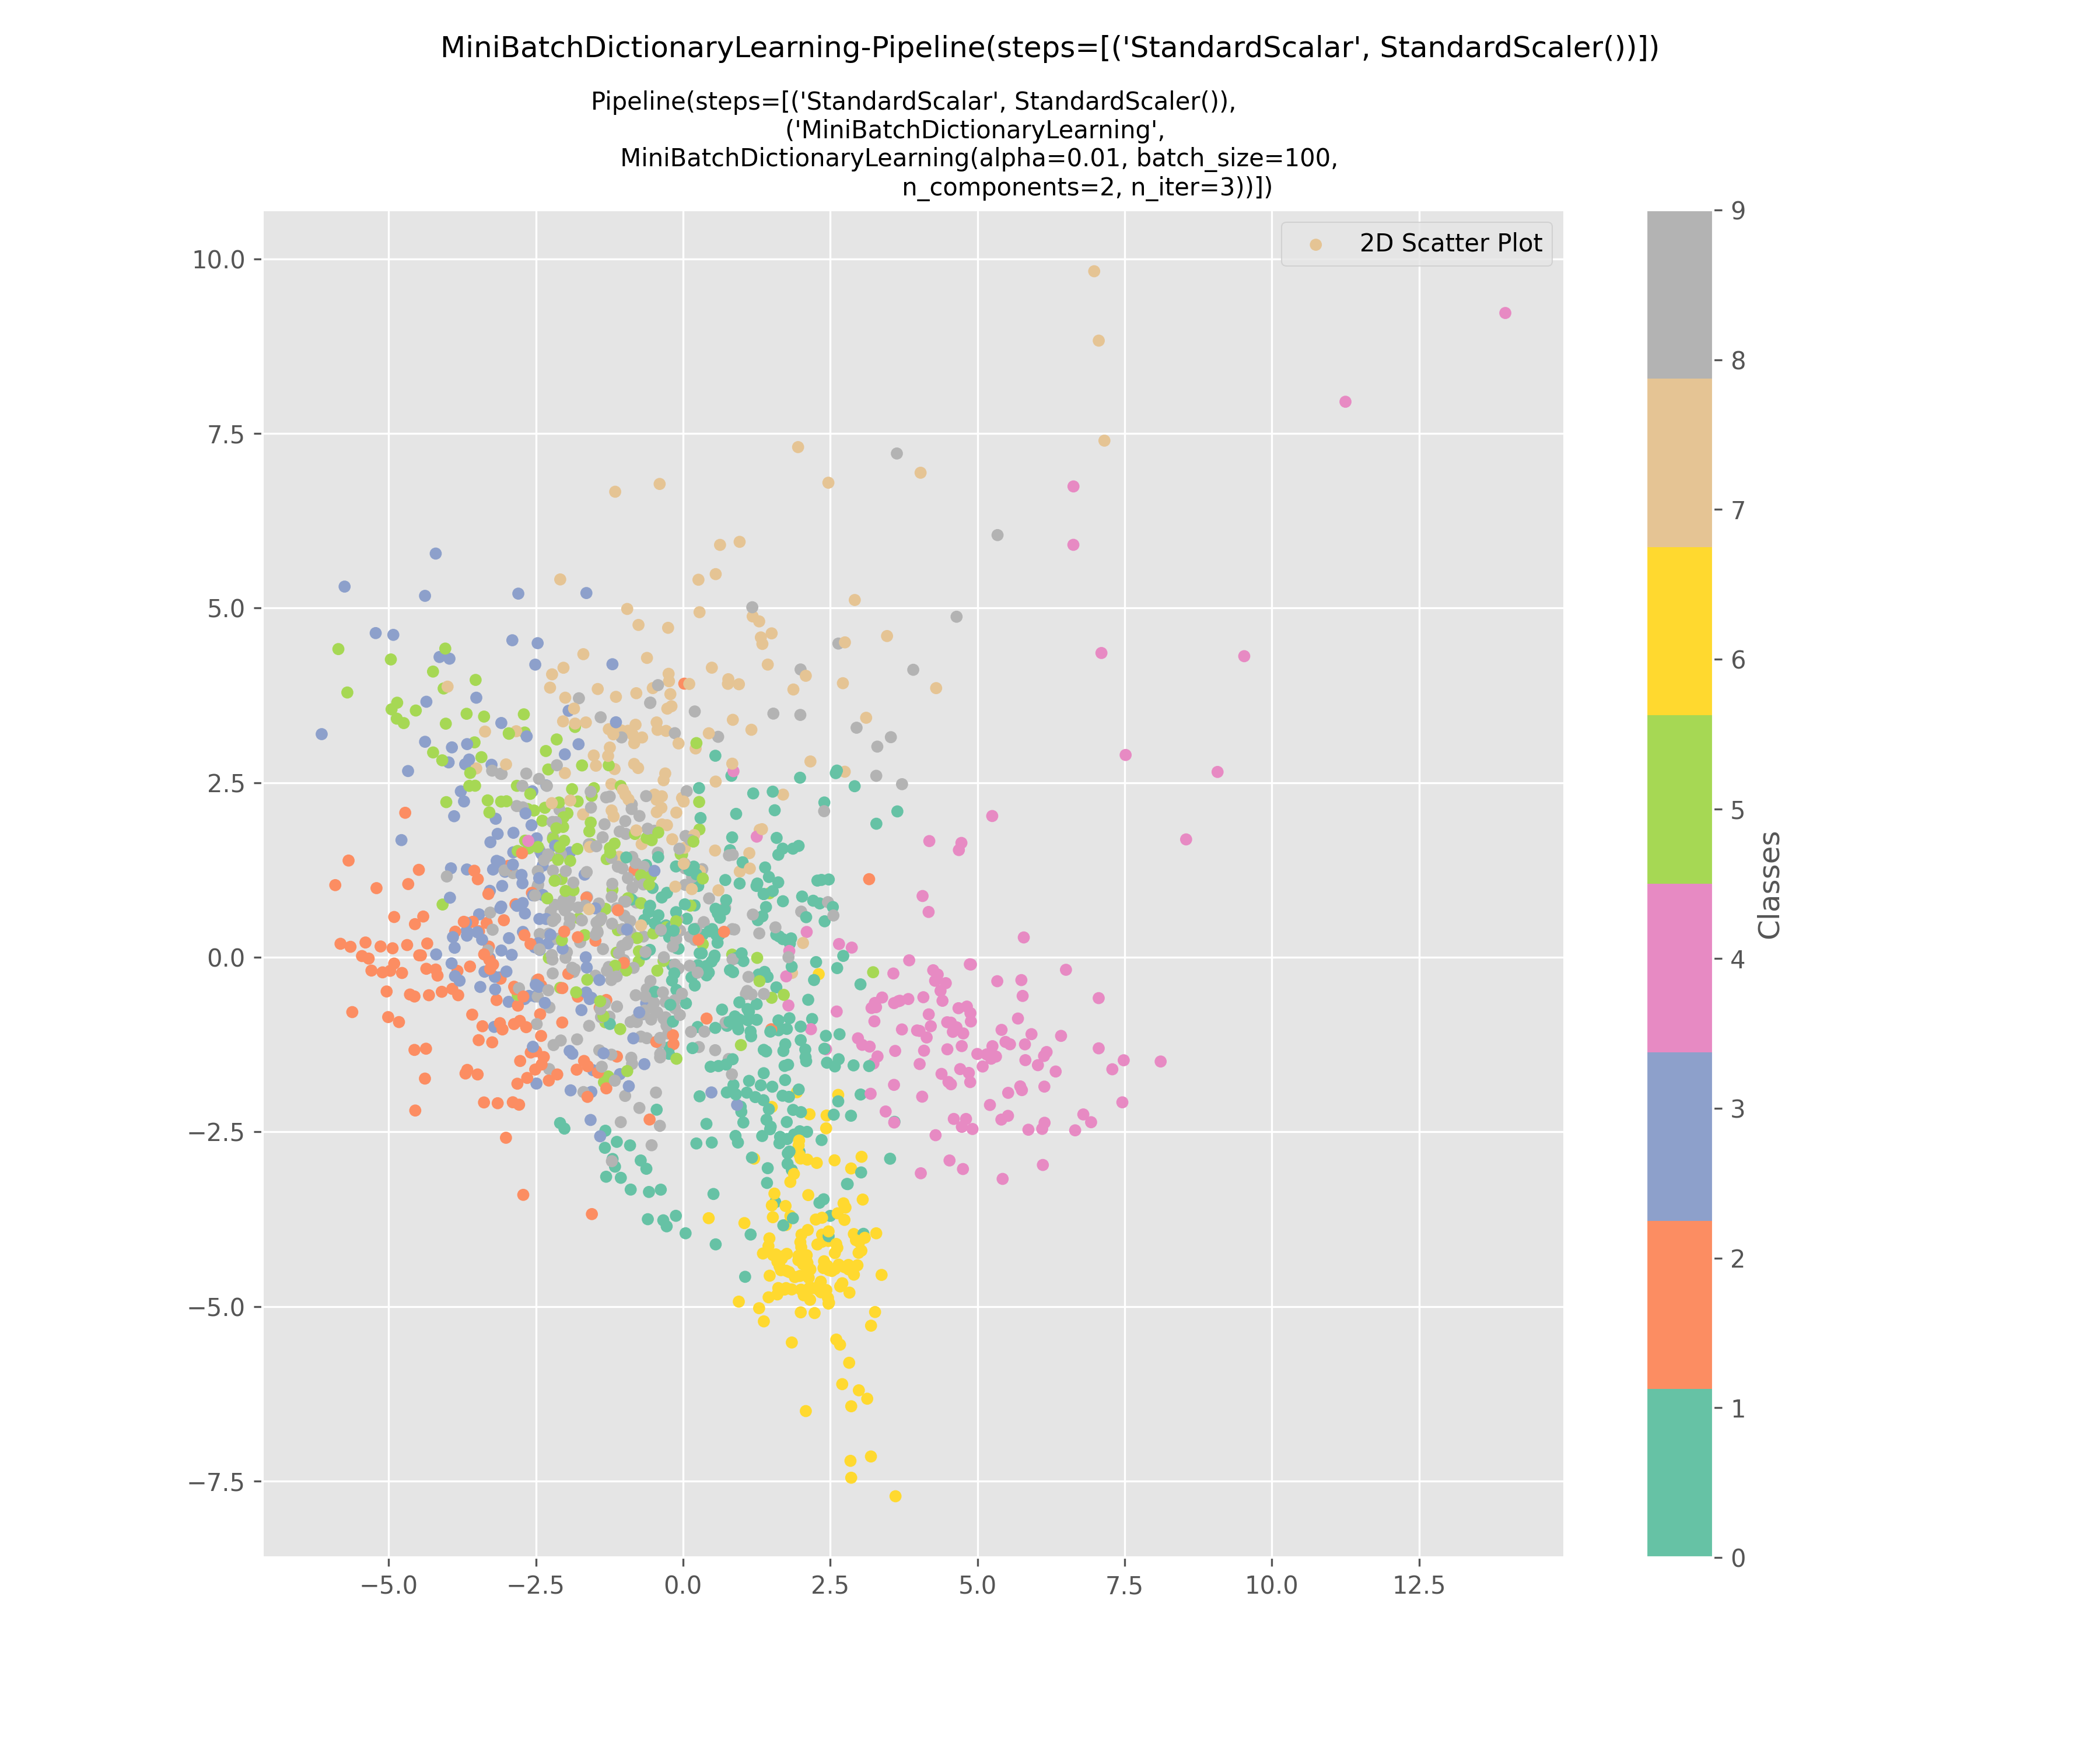 MiniBatchDictionaryLearning-Pipeline(steps=[('StandardScalar', StandardScaler())])
Pipeline(steps=[('StandardScalar', StandardScaler()),
('MiniBatchDictionaryLearning',
MiniBatchDictionaryLearning(alpha=0.01, batch_size=100,
n_components=2, n_iter=3))])
2D Scatter Plot
10.0
7.5
5.0
2.5
0.0
−2.5
−5.0
−7.5
−5.0 −2.5 0.0 2.5 5.0 7.5 10.0 12.5
9
8
7
6
5
4
3
2
1
0
Classes